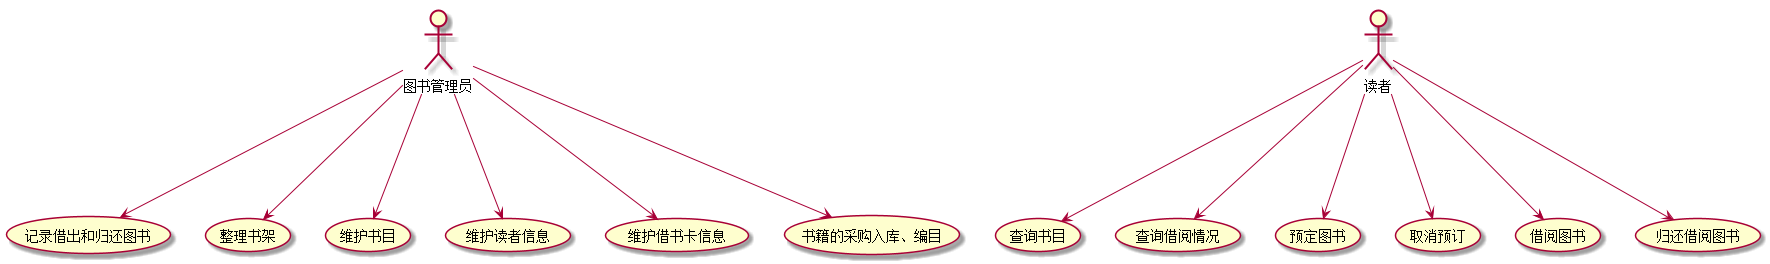 图书管理员
读者
记录借出和归还图书
整理书架
维护书目
维护读者信息
维护借书卡信息
书籍的采购入库、编目
查询书目
查询借阅情况
预定图书
取消预订
借阅图书
归还借阅图书